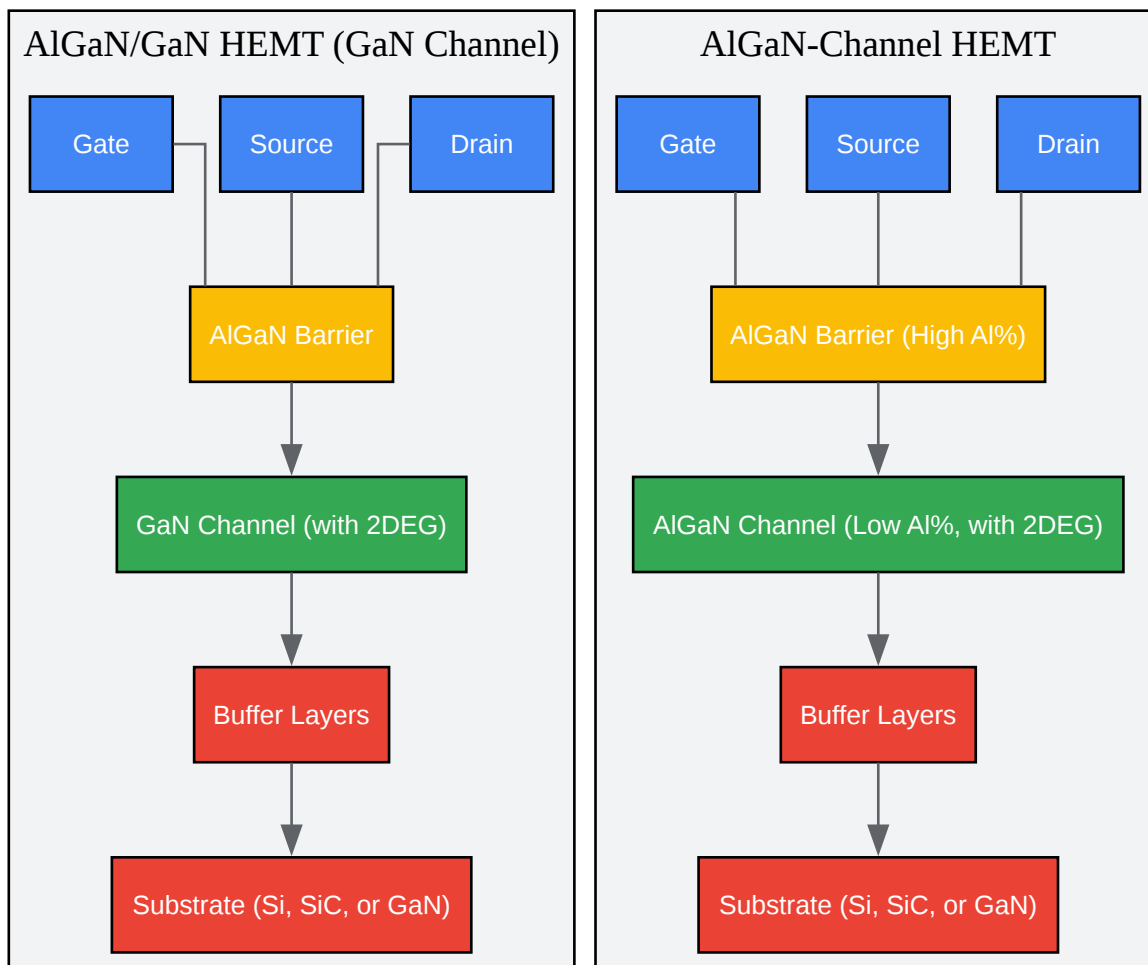 AlGaN/GaN HEMT (GaN Channel)
Gate
Source
Drain
AlGaN Barrier
GaN Channel (with 2DEG)
Buffer Layers
Substrate (Si, SiC, or GaN)
AlGaN-Channel HEMT
Gate
Source
Drain
AlGaN Barrier (High Al%)
AlGaN Channel (Low Al%, with 2DEG)
Buffer Layers
Substrate (Si, SiC, or GaN)